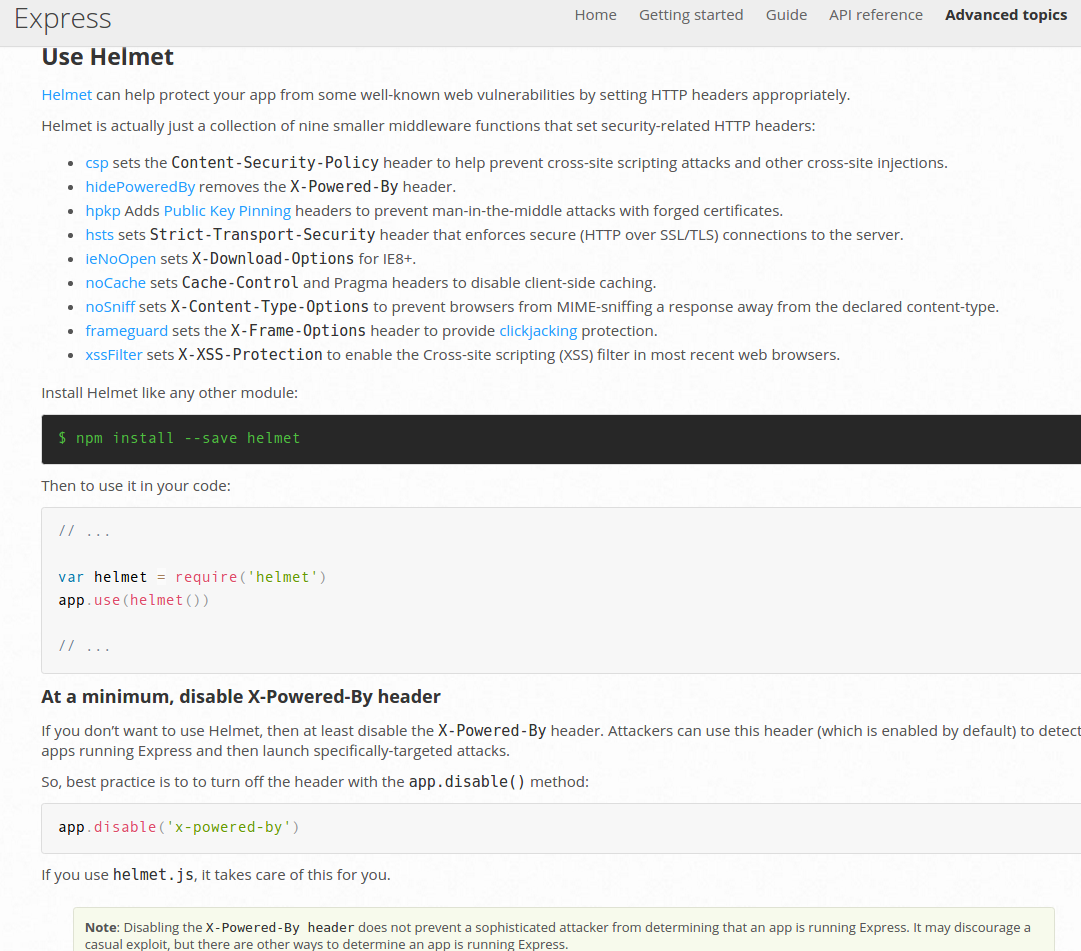 Express
Home Getting started Guide API reference Advanced topics
Use Helmet
Helmet can help protect your app from some well-known web vulnerabilities by setting HTTP headers appropriately.
Helmet is actually just a collection of nine smaller middleware functions that set security-related HTTP headers:
• csp sets the Content-Security-Policy header to help prevent cross-site scripting attacks and other cross-site injections.
• hidePoweredBy removes the X-Powered-By header.
• hpkp Adds Public Key Pinning headers to prevent man-in-the-middle attacks with forged certificates.
• hsts sets Strict-Transport-Security header that enforces secure (HTTP over SSL/TLS) connections to the server.
• ieNoOpen sets X-Download-Options for IE8+.
• noCache sets Cache-Control and Pragma headers to disable client-side caching.
• noSniff sets X-Content-Type-Options to prevent browsers from MIME-sniffing a response away from the declared content-type.
• frameguard sets the X-Frame-Options header to provide clickjacking protection.
• xssFilter sets X-XSS-Protection to enable the Cross-site scripting (XSS) filter in most recent web browsers.
Install Helmet like any other module:
$ npm install --save helmet
Then to use it in your code:
// ...
var helmet = require('helmet')
app.use(helmet())
// ...
At a minimum, disable X-Powered-By header
If you don’t want to use Helmet, then at least disable the X-Powered-By header. Attackers can use this header (which is enabled by default) to detect
apps running Express and then launch specifically-targeted attacks.
So, best practice is to to turn off the header with the app.disable() method:
app.disable('x-powered-by')
If you use helmet.js, it takes care of this for you.
Note: Disabling the X-Powered-By header does not prevent a sophisticated attacker from determining that an app is running Express. It may discourage a
casual exploit, but there are other ways to determine an app is running Express.